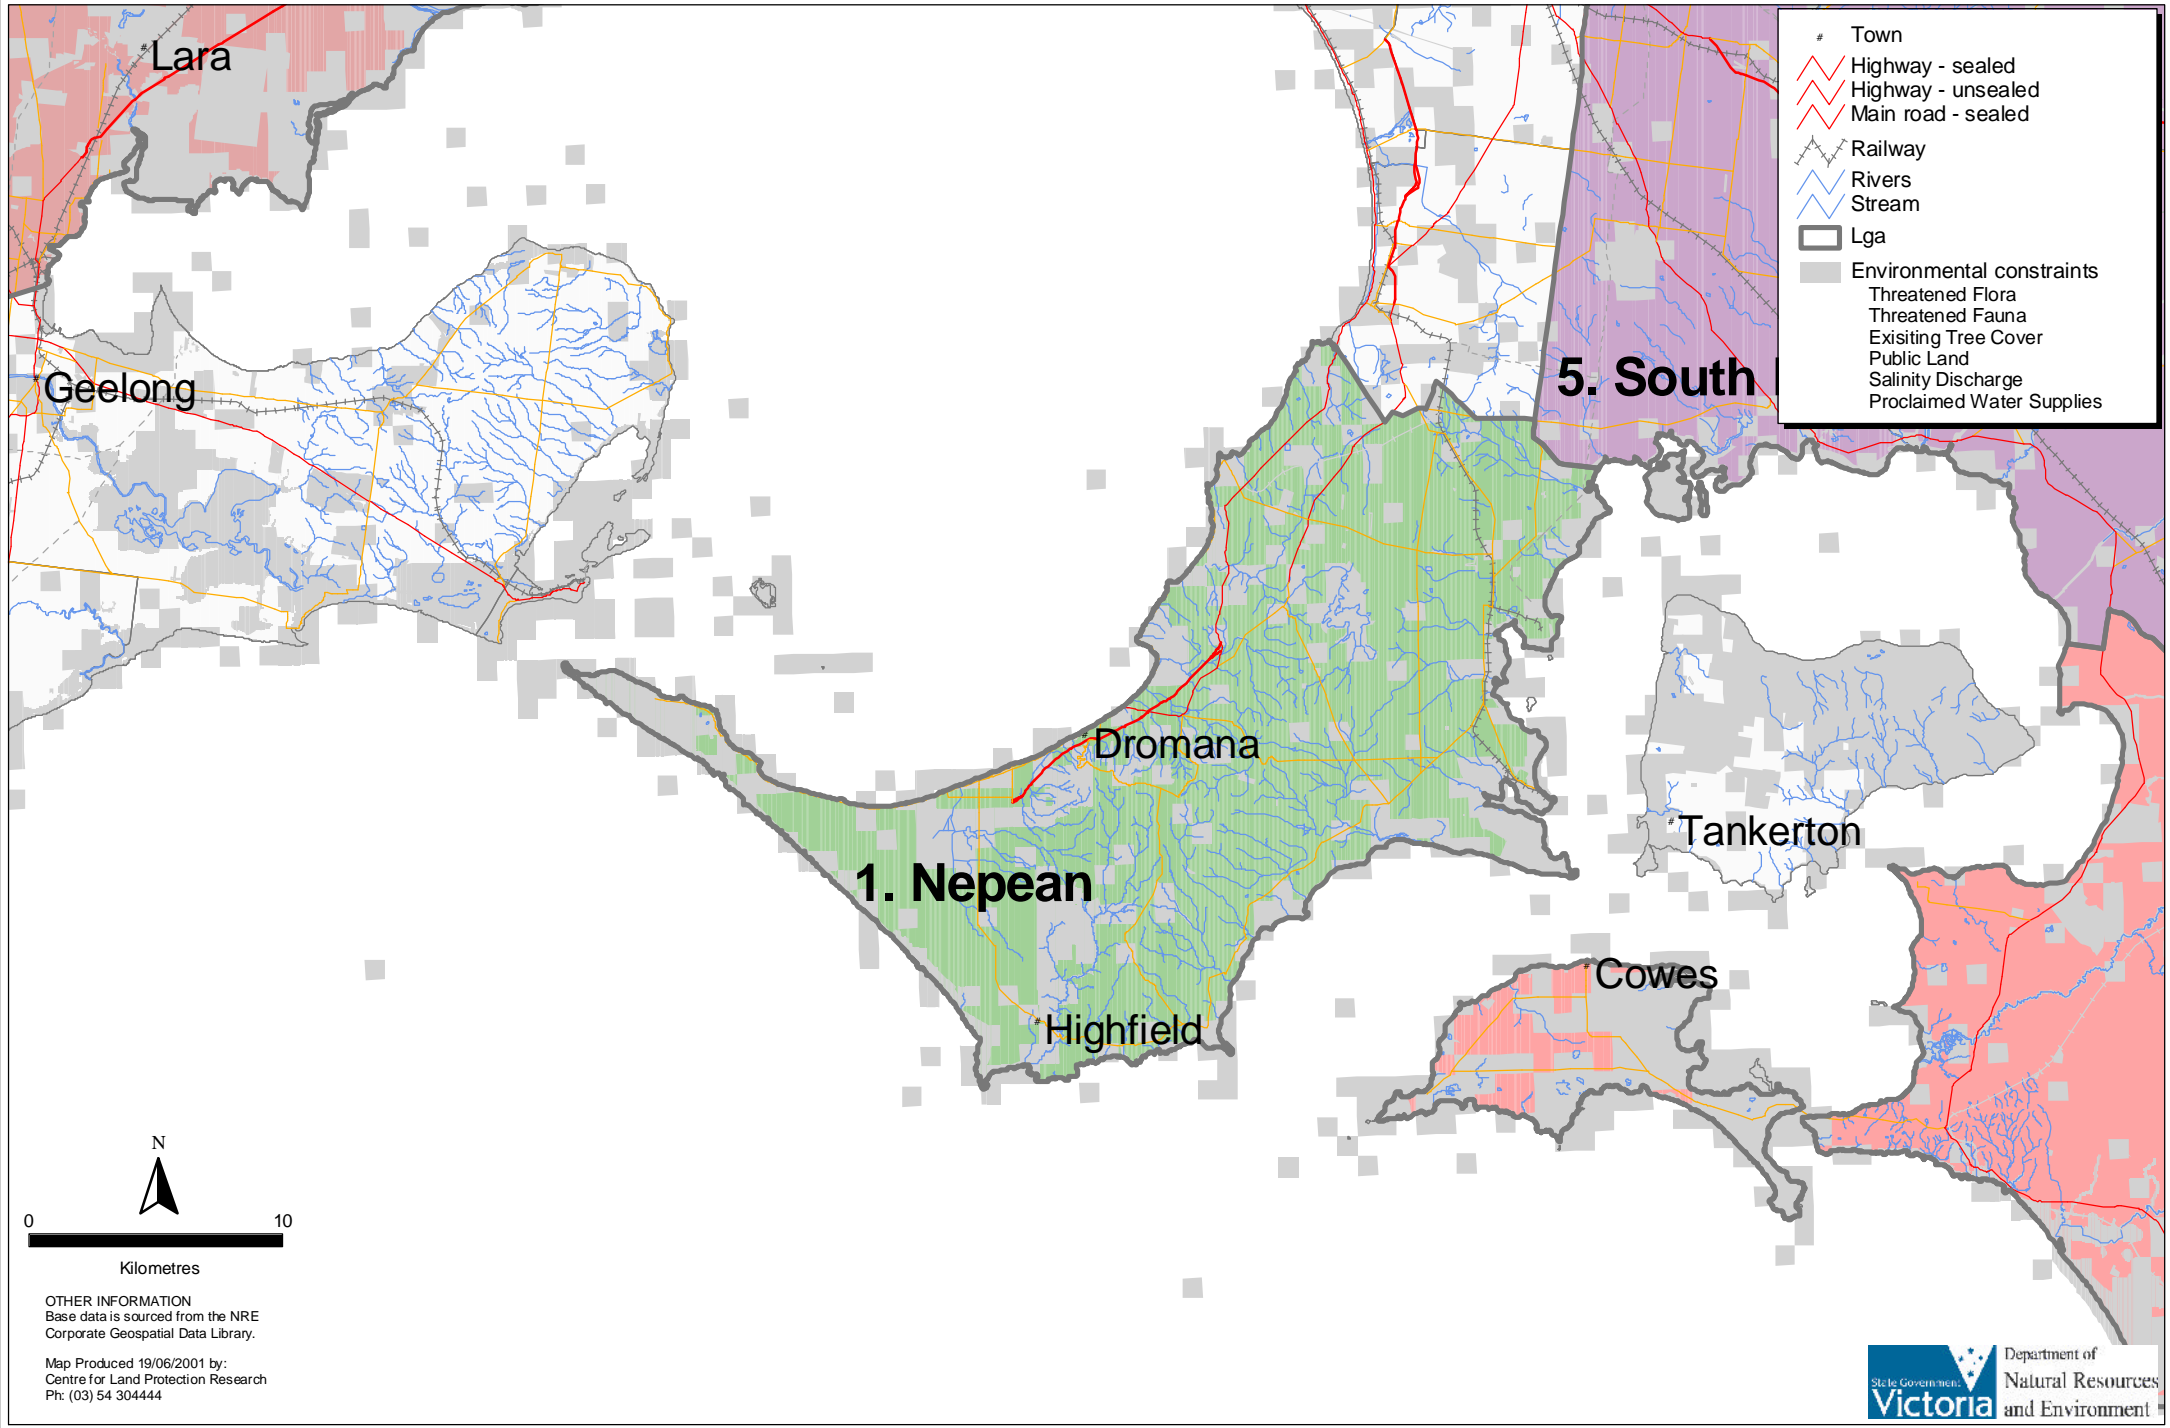 Lara
Geelong
Dromana
1. Nepean
Highfield
Tankerton
Cowes
5. South
# Town
Highway - sealed
Highway - unsealed
Main road - sealed
Railway
Rivers
Stream
Lga
Environmental constraints
Threatened Flora
Threatened Fauna
Exisiting Tree Cover
Public Land
Salinity Discharge
Proclaimed Water Supplies
N
0 10
Kilometres
OTHER INFORMATION
Base data is sourced from the NRE
Corporate Geospatial Data Library.
Map Produced 19/06/2001 by:
Centre for Land Protection Research
Ph: (03) 54 304444
State Government
Victoria
Department of
Natural Resources
and Environment